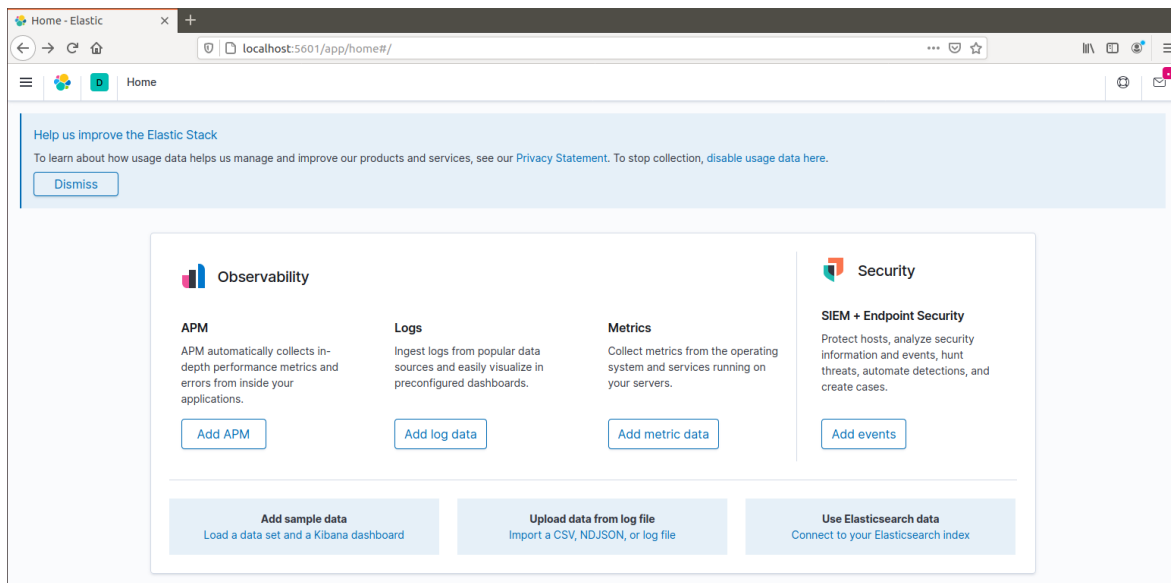 Home - Elastic
localhost:5601/app/home#/
D
Home
Help us improve the Elastic Stack
To learn about how usage data helps us manage and improve our products and services, see our Privacy Statement. To stop collection, disable usage data here.
Dismiss
Observability
APM
APM automatically collects in-
depth performance metrics and
errors from inside your
applications.
Add APM
Logs
Ingest logs from popular data
sources and easily visualize in
preconfigured dashboards.
Add log data
Metrics
Collect metrics from the operating
system and services running on
your servers.
Add metric data
Security
SIEM + Endpoint Security
Protect hosts, analyze security
information and events, hunt
threats, automate detections, and
create cases.
Add events
Add sample data
Load a data set and a Kibana dashboard
Upload data from log file
Import a CSV, NDJSON, or log file
Use Elasticsearch data
Connect to your Elasticsearch index